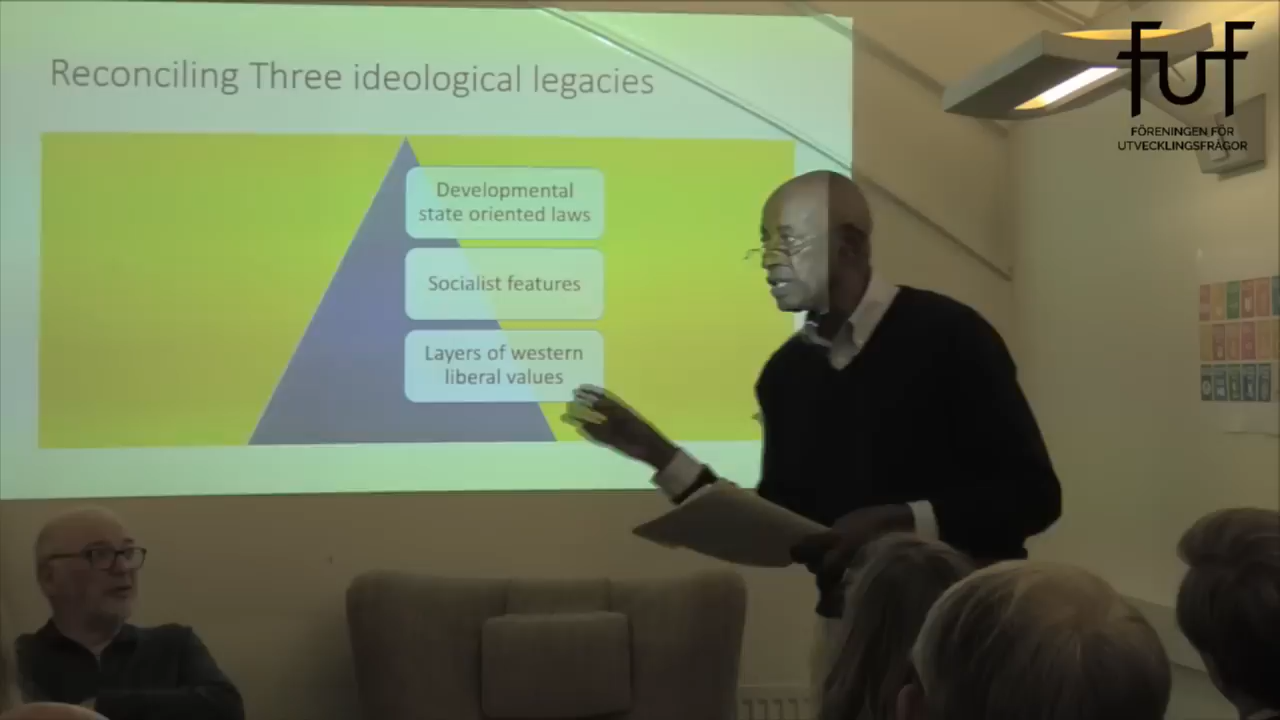 Reconciling Three ideological legacies
Developmental
state oriented laws
Socialist features
Layers of western
liberal values
fuf
FÖRENINGEN FÖR
UTVECKLINGSFRÅGOR